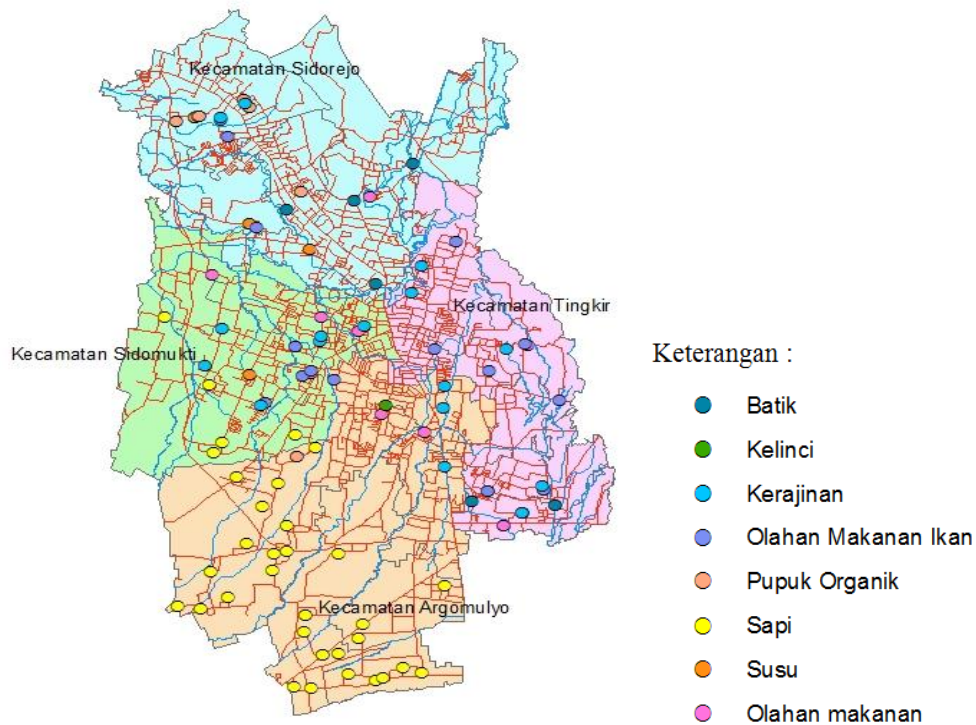 Kecamatan Sidorejo
Kecamatan Tingkir
Kecamatan Sidomukti
Kecamatan Argomulyo
Keterangan :
Batik
Kelinci
Kerajinan
Olahan Makanan Ikan
Pupuk Organik
Sapi
Susu
Olahan makanan